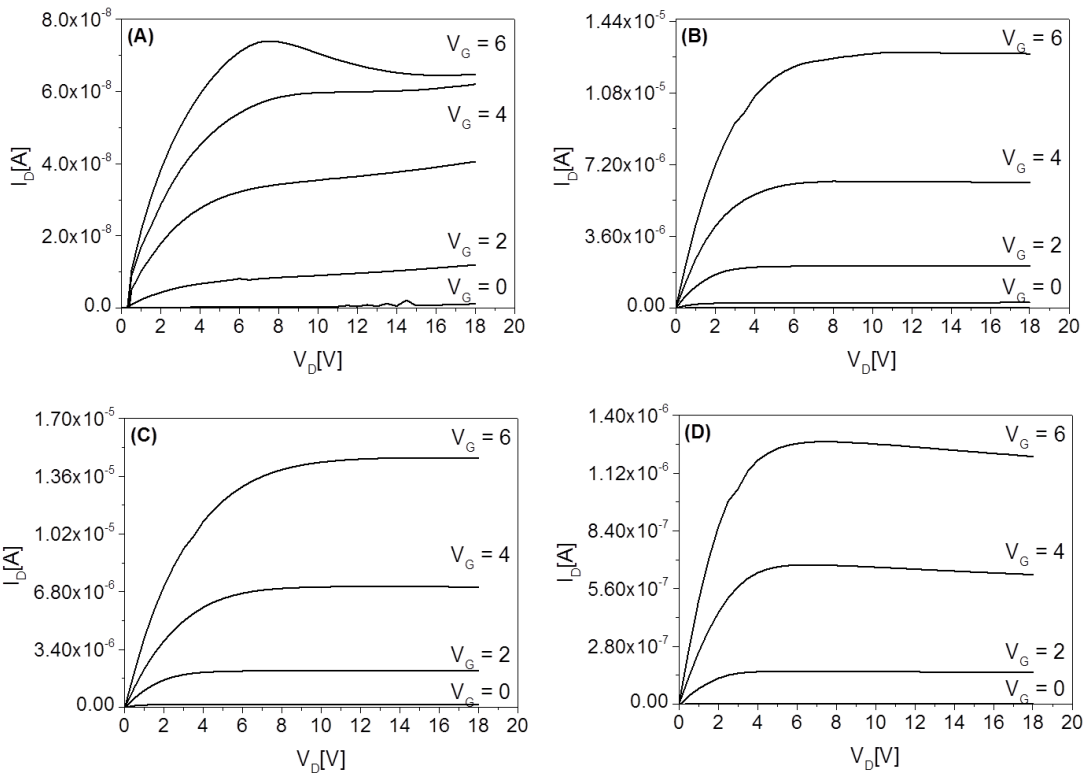 (A)
V_G = 6
V_G = 4
V_G = 2
V_G = 0
8.0x10⁻⁸
6.0x10⁻⁸
4.0x10⁻⁸
2.0x10⁻⁸
0.0
I_D[A]
0 2 4 6 8 10 12 14 16 18 20
V_D[V]
(B)
V_G = 6
V_G = 4
V_G = 2
V_G = 0
1.44x10⁻⁵
1.08x10⁻⁵
7.20x10⁻⁶
3.60x10⁻⁶
0.00
I_D[A]
0 2 4 6 8 10 12 14 16 18 20
V_D[V]
(C)
V_G = 6
V_G = 4
V_G = 2
V_G = 0
1.70x10⁻⁵
1.36x10⁻⁵
1.02x10⁻⁵
6.80x10⁻⁶
3.40x10⁻⁶
0.00
I_D[A]
0 2 4 6 8 10 12 14 16 18 20
V_D[V]
(D)
V_G = 6
V_G = 4
V_G = 2
V_G = 0
1.40x10⁻⁶
1.12x10⁻⁶
8.40x10⁻⁷
5.60x10⁻⁷
2.80x10⁻⁷
0.00
I_D[A]
0 2 4 6 8 10 12 14 16 18 20
V_D[V]